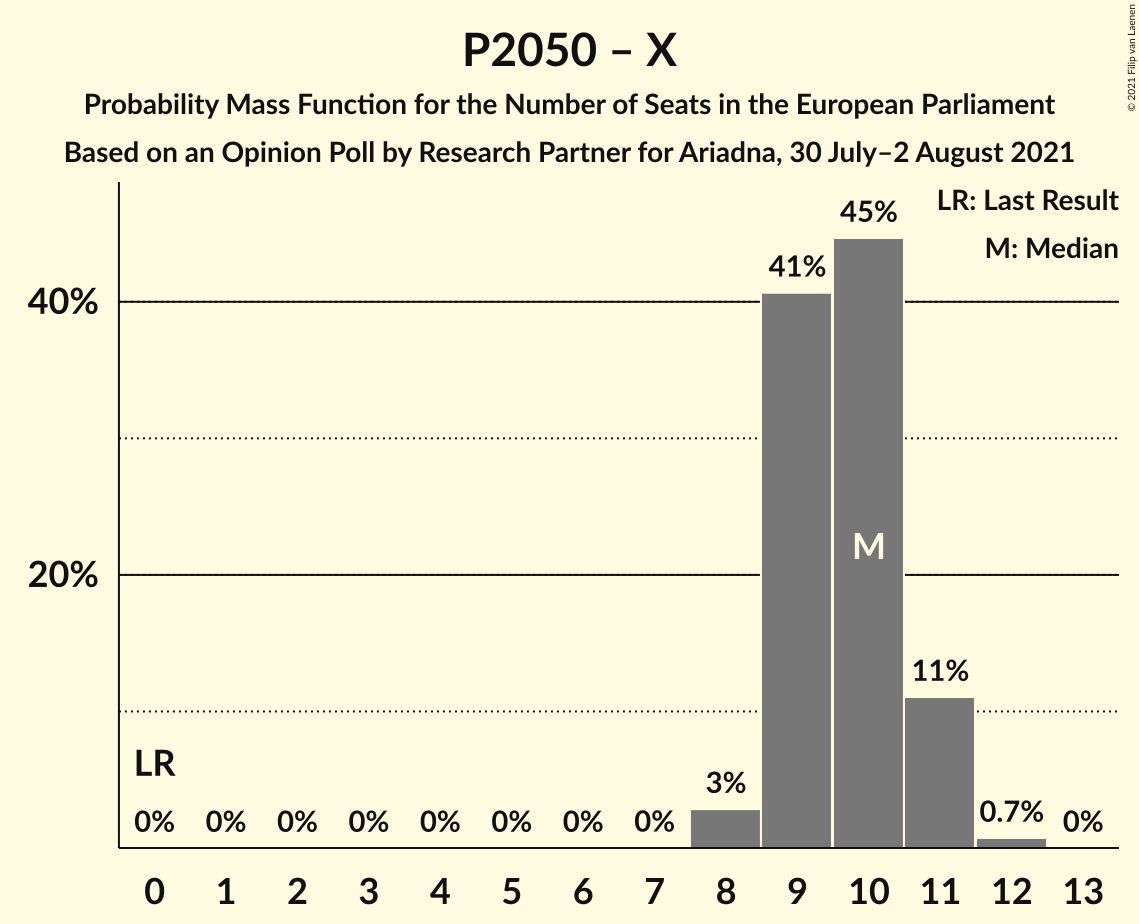 P2050 – X
Probability Mass Function for the Number of Seats in the European Parliament
Based on an Opinion Poll by Research Partner for Ariadna, 30 July–2 August 2021
© 2021 Filip van Laenen
LR: Last Result
M: Median
45%
41%
40%
M
20%
11%
LR
3%
0% 0% 0% 0% 0% 0% 0% 0% 0.7% 0%
0 1 2 3 4 5 6 7 8 9 10 11 12 13